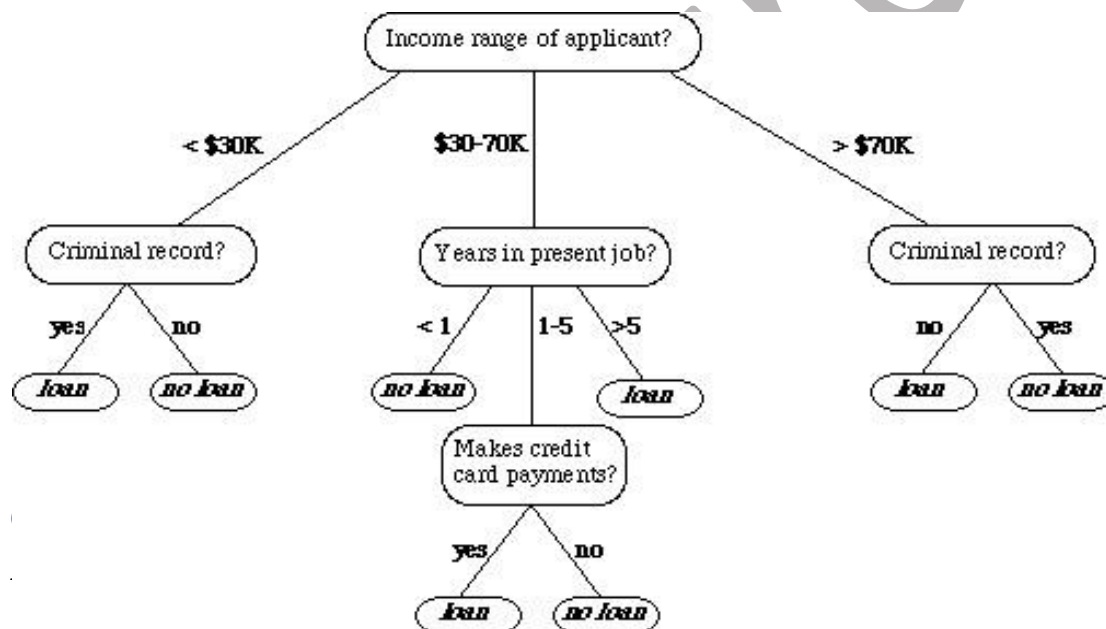 Income range of applicant?
< $30K
$30-70K
> $70K
Criminal record?
Years in present job?
Criminal record?
yes
no
< 1
1-5
>5
no
yes
loan
no loan
no loan
loan
loan
no loan
Makes credit
card payments?
yes
no
loan
no loan